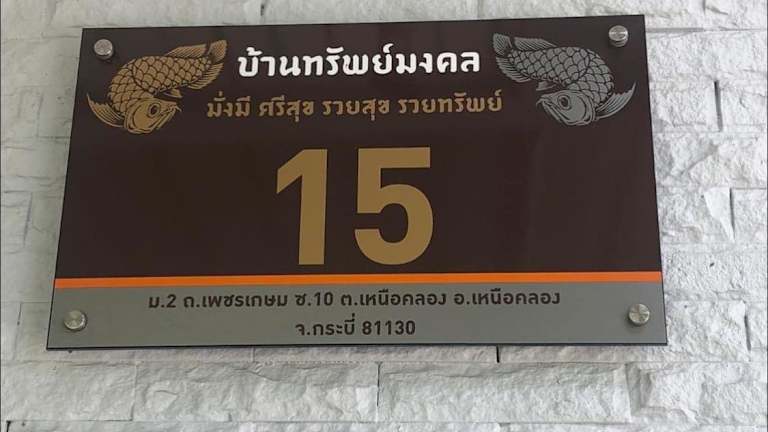 บ้านทรัพย์มงคล
มั่งมี ศรีสุข รวยสุข รวยทรัพย์
15
ม.2 ถ.เพชรเกษม ซ.10 ต.เหนือคลอง อ.เหนือคลอง
จ.กระบี่ 81130